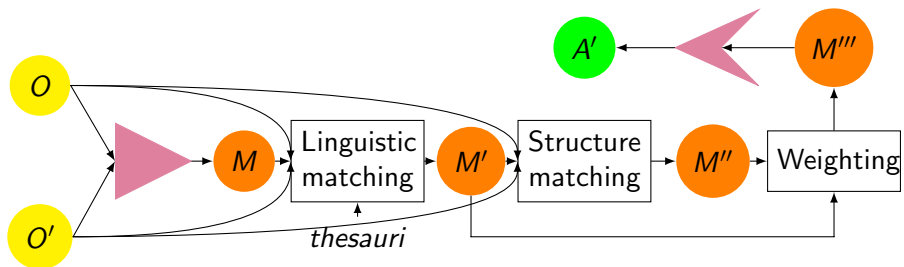 A′
M‴
O
M
Linguistic
matching
M′
Structure
matching
M″
Weighting
O′
thesauri